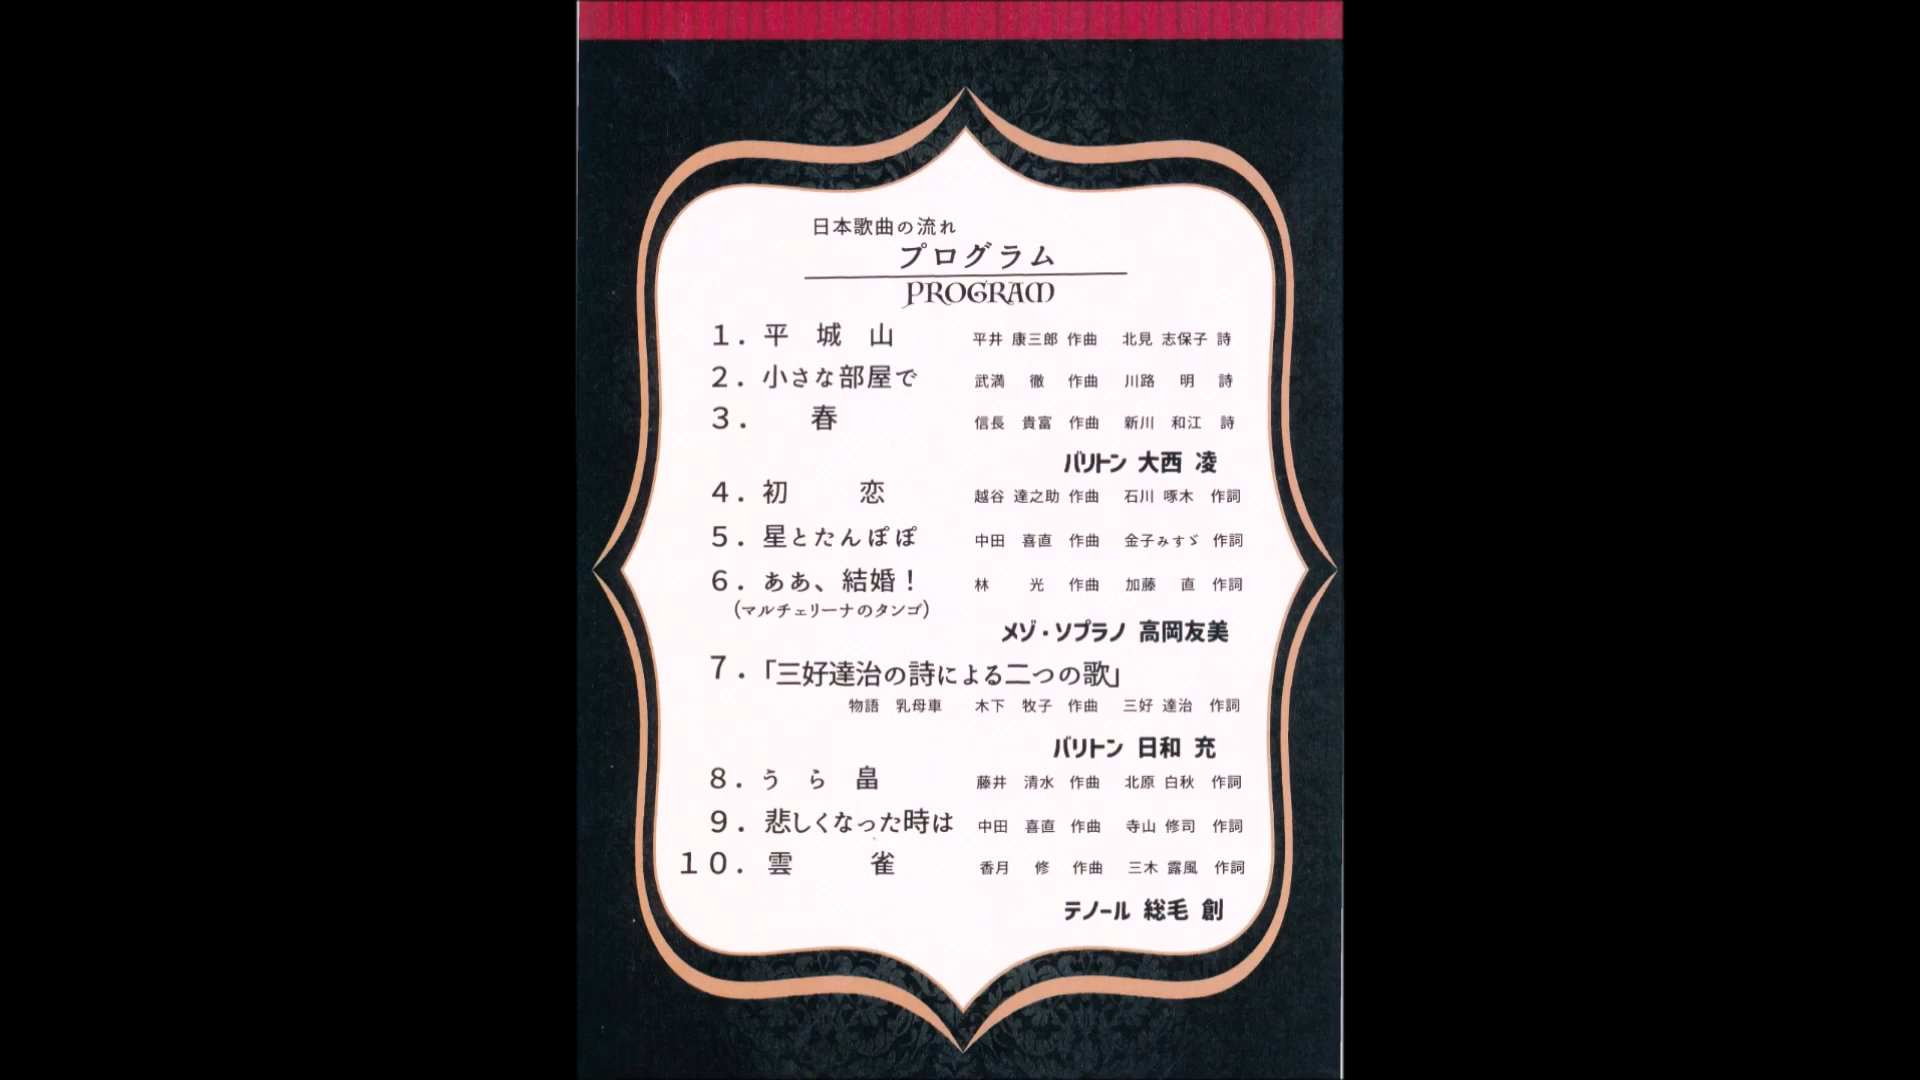 日本歌曲の流れ
プログラム
PROGRAM
1. 平 城 山 平井 康三郎 作曲 北見 志保子 詩
2. 小さな部屋で 武満 徹 作曲 川路 明 詩
3. 春 信長 貴富 作曲 新川 和江 詩
バリトン 大西 凌
4. 初 恋 越谷 達之助 作曲 石川 啄木 作詞
5. 星とたんぽぽ 中田 喜直 作曲 金子みすゞ 作詞
6. ああ、結婚! 林 光 作曲 加藤 直 作詞
(マルチェリーナのタンゴ)
メゾ・ソプラノ 高岡友美
7.「三好達治の詩による二つの歌」
物語 乳母車 木下 牧子 作曲 三好 達治 作詞
バリトン 日和 充
8. う ら 畠 藤井 清水 作曲 北原 白秋 作詞
9. 悲しくなった時は 中田 喜直 作曲 寺山 修司 作詞
10. 雲 雀 香月 修 作曲 三木 露風 作詞
テノール 総毛 創